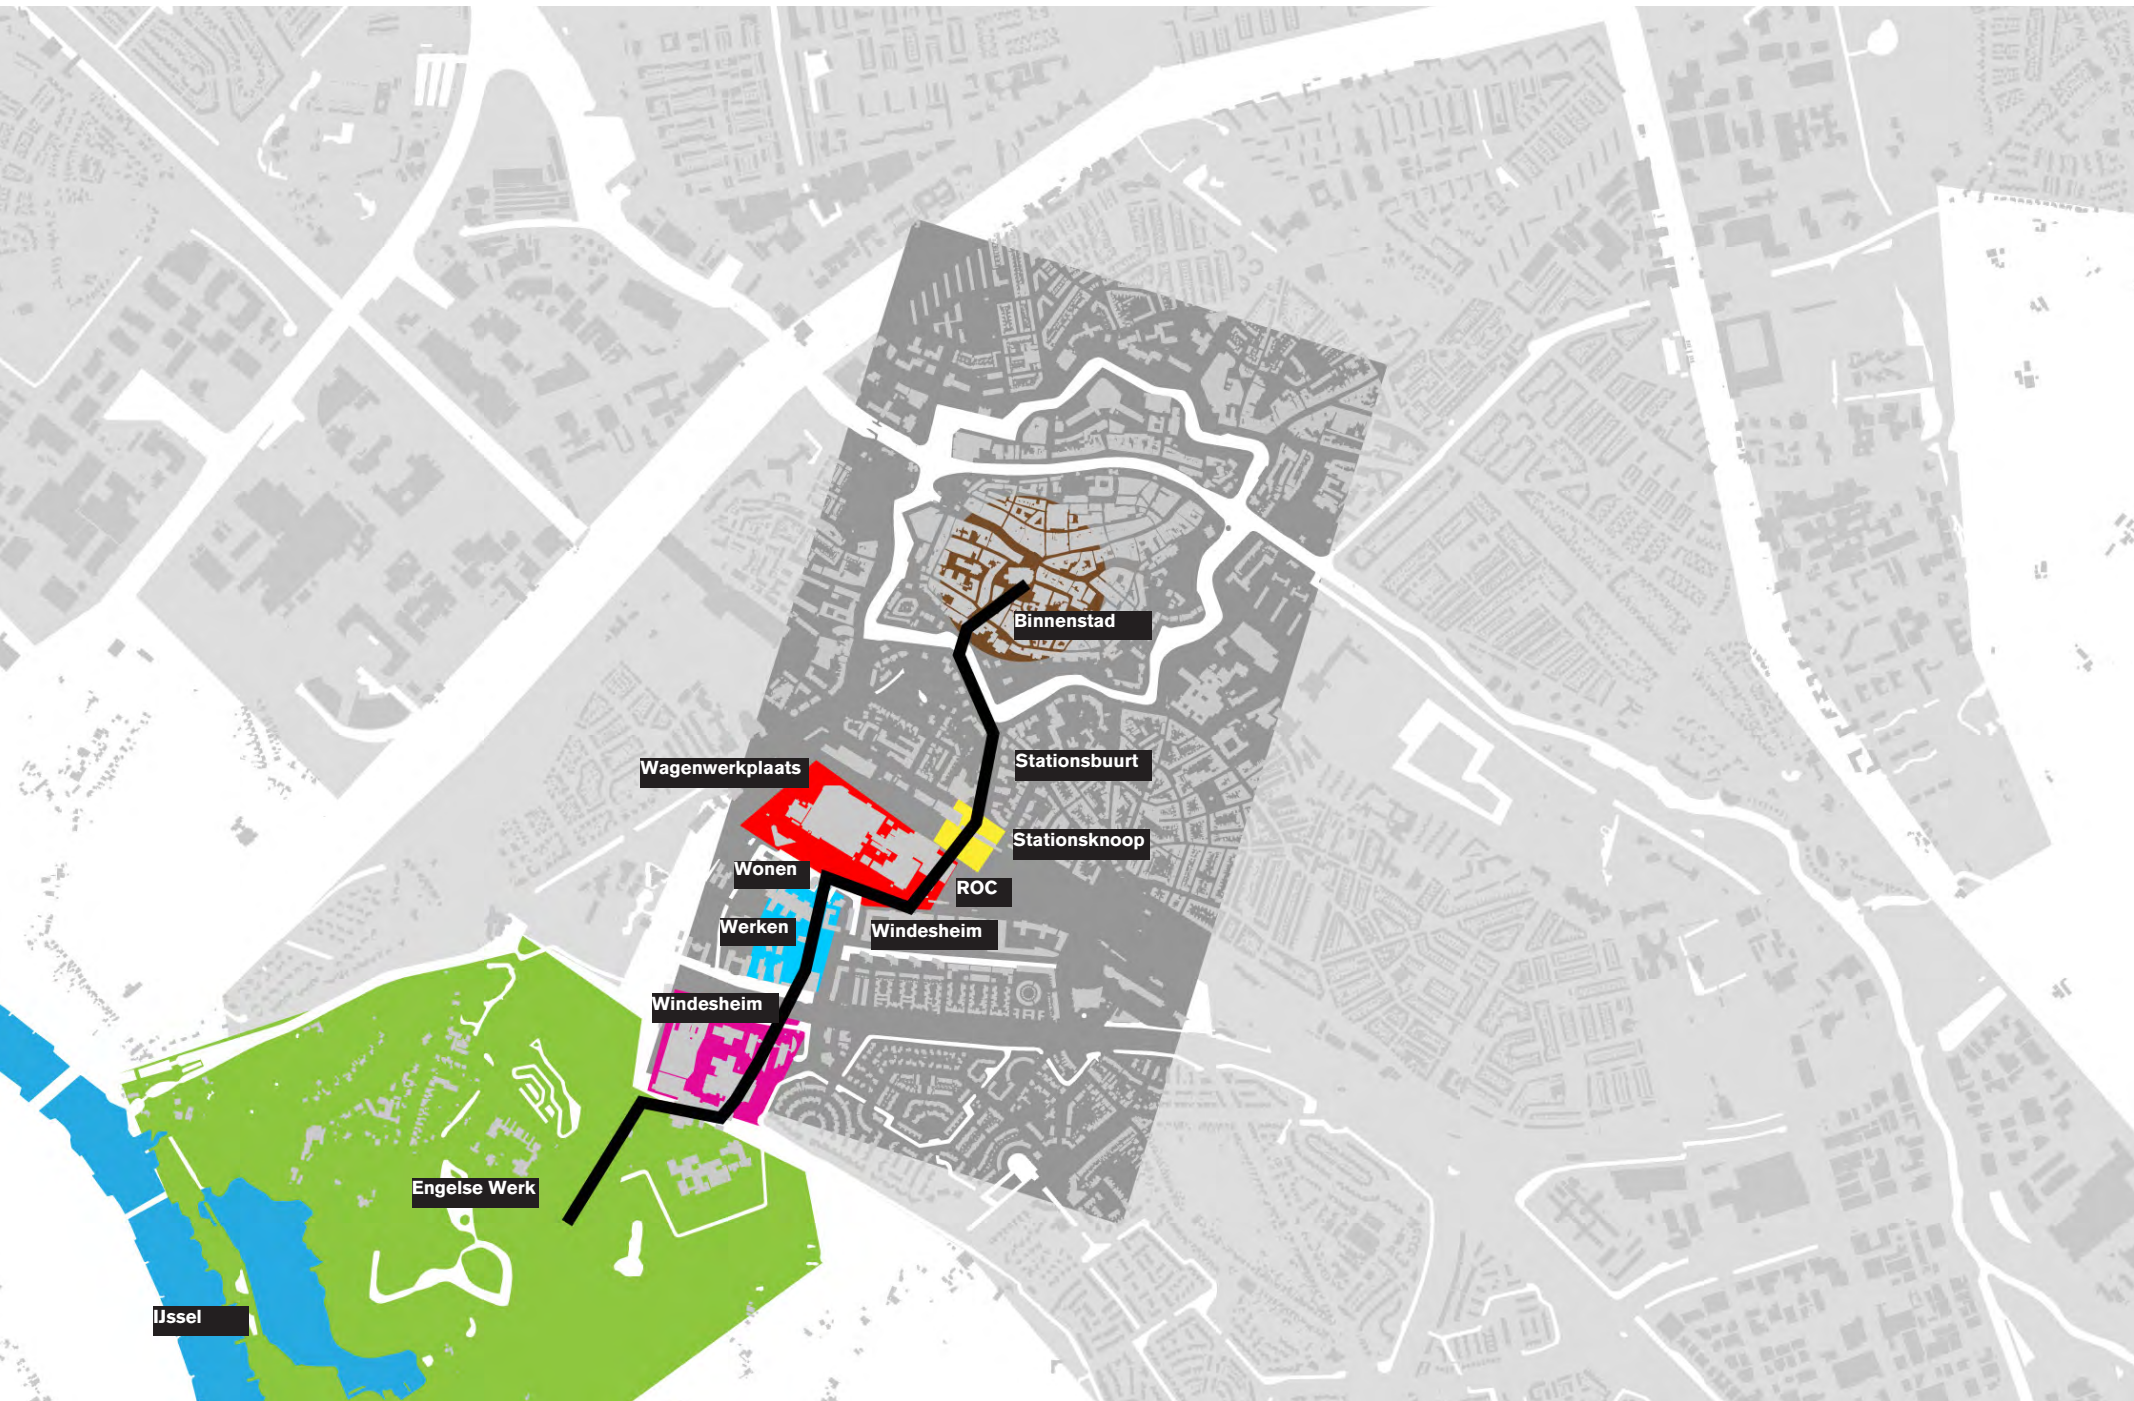 Binnenstad
Stationsbuurt
Wagenwerkplaats
Stationsknoop
Wonen
ROC
Werken
Windesheim
Windesheim
Engelse Werk
IJssel